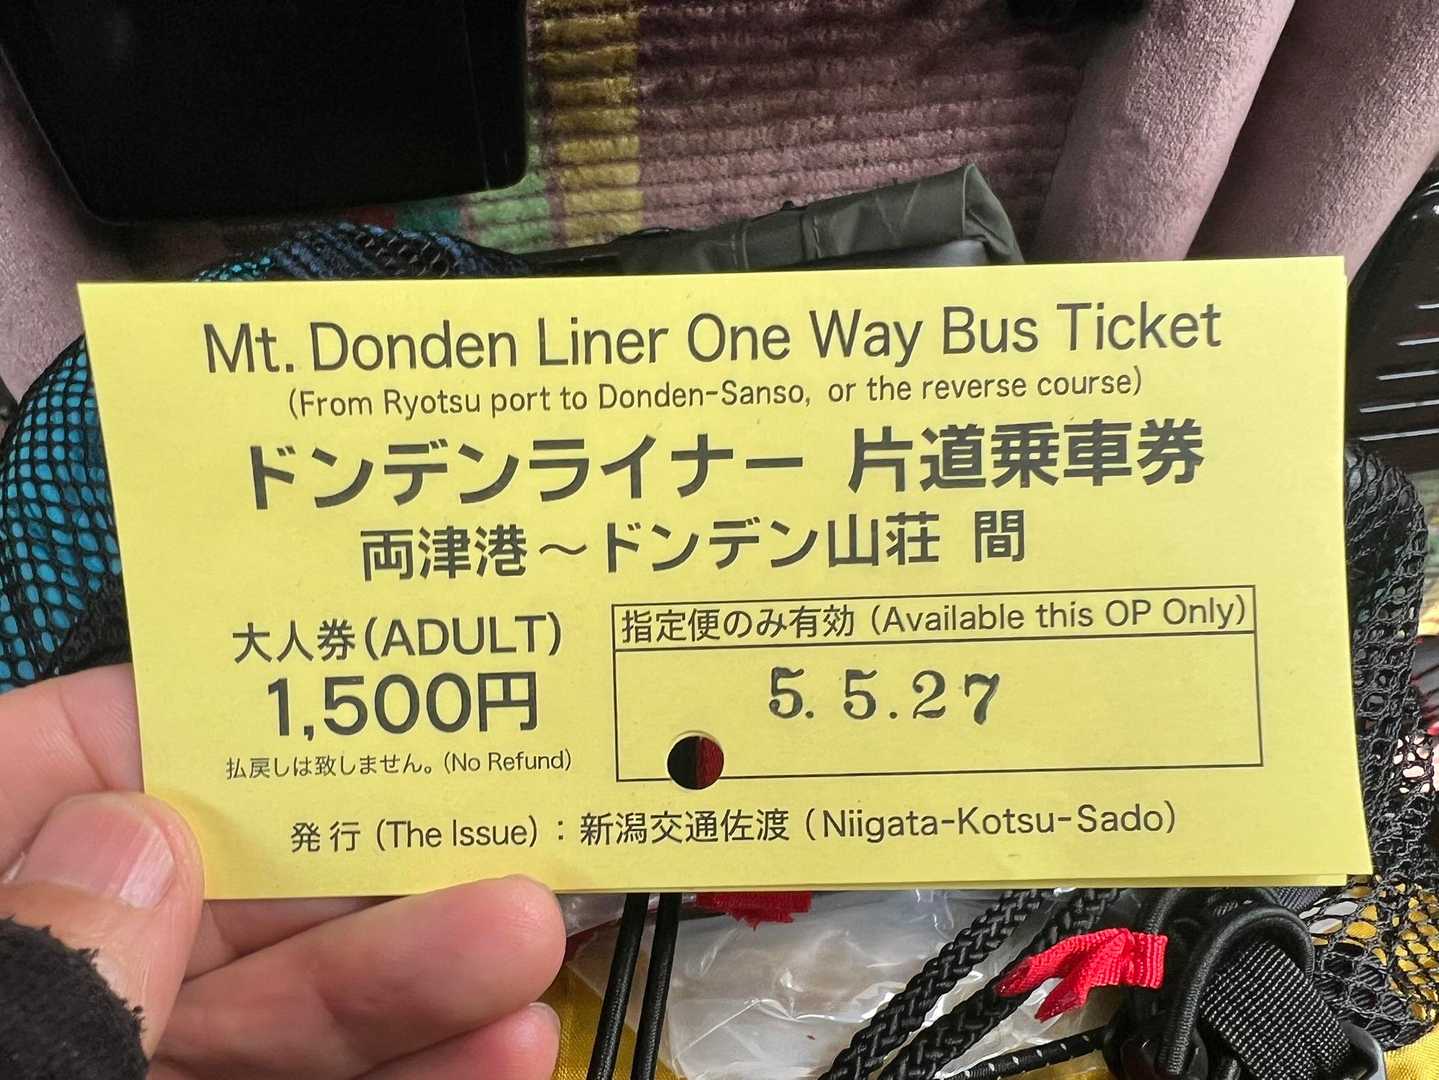 Mt. Donden Liner One Way Bus Ticket
(From Ryotsu port to Donden-Sanso, or the reverse course)
ドンデンライナー 片道乗車券
両津港～ドンデン山荘 間
大人券(ADULT)
1,500円
払戻しは致しません。(No Refund)
指定便のみ有効 (Available this OP Only)
5.5.27
発行 (The Issue) : 新潟交通佐渡 (Niigata-Kotsu-Sado)